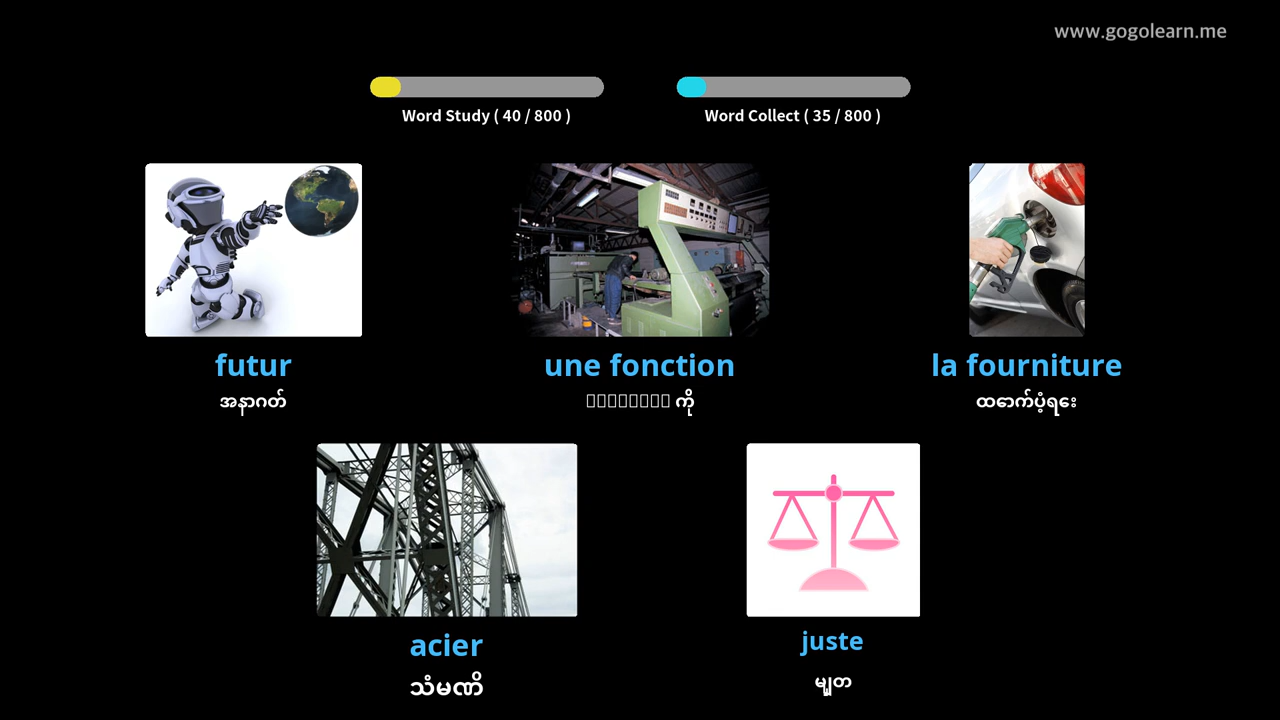 www.gogolearn.me
Word Study ( 40 / 800 )
Word Collect ( 35 / 800 )
futur
une fonction
la fourniture
အနာဂတ်
ကို
ထောက်ပံ့ရေး
acier
juste
သံမဏိ
မျှတ